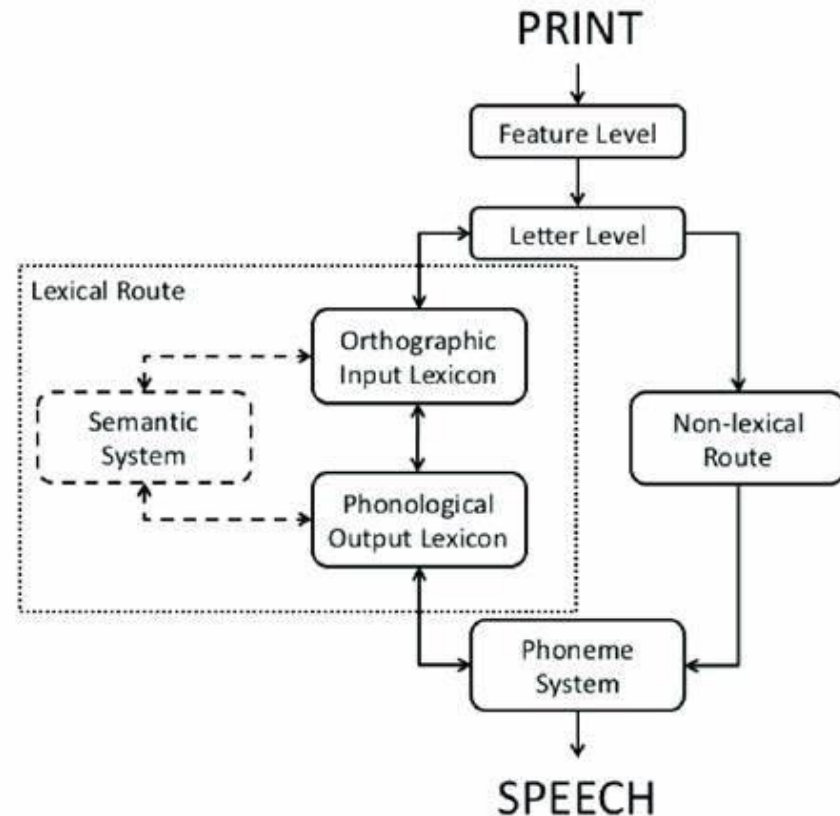 PRINT
Feature Level
Letter Level
Lexical Route
Orthographic
Input Lexicon
Semantic
System
Non-lexical
Route
Phonological
Output Lexicon
Phoneme
System
SPEECH